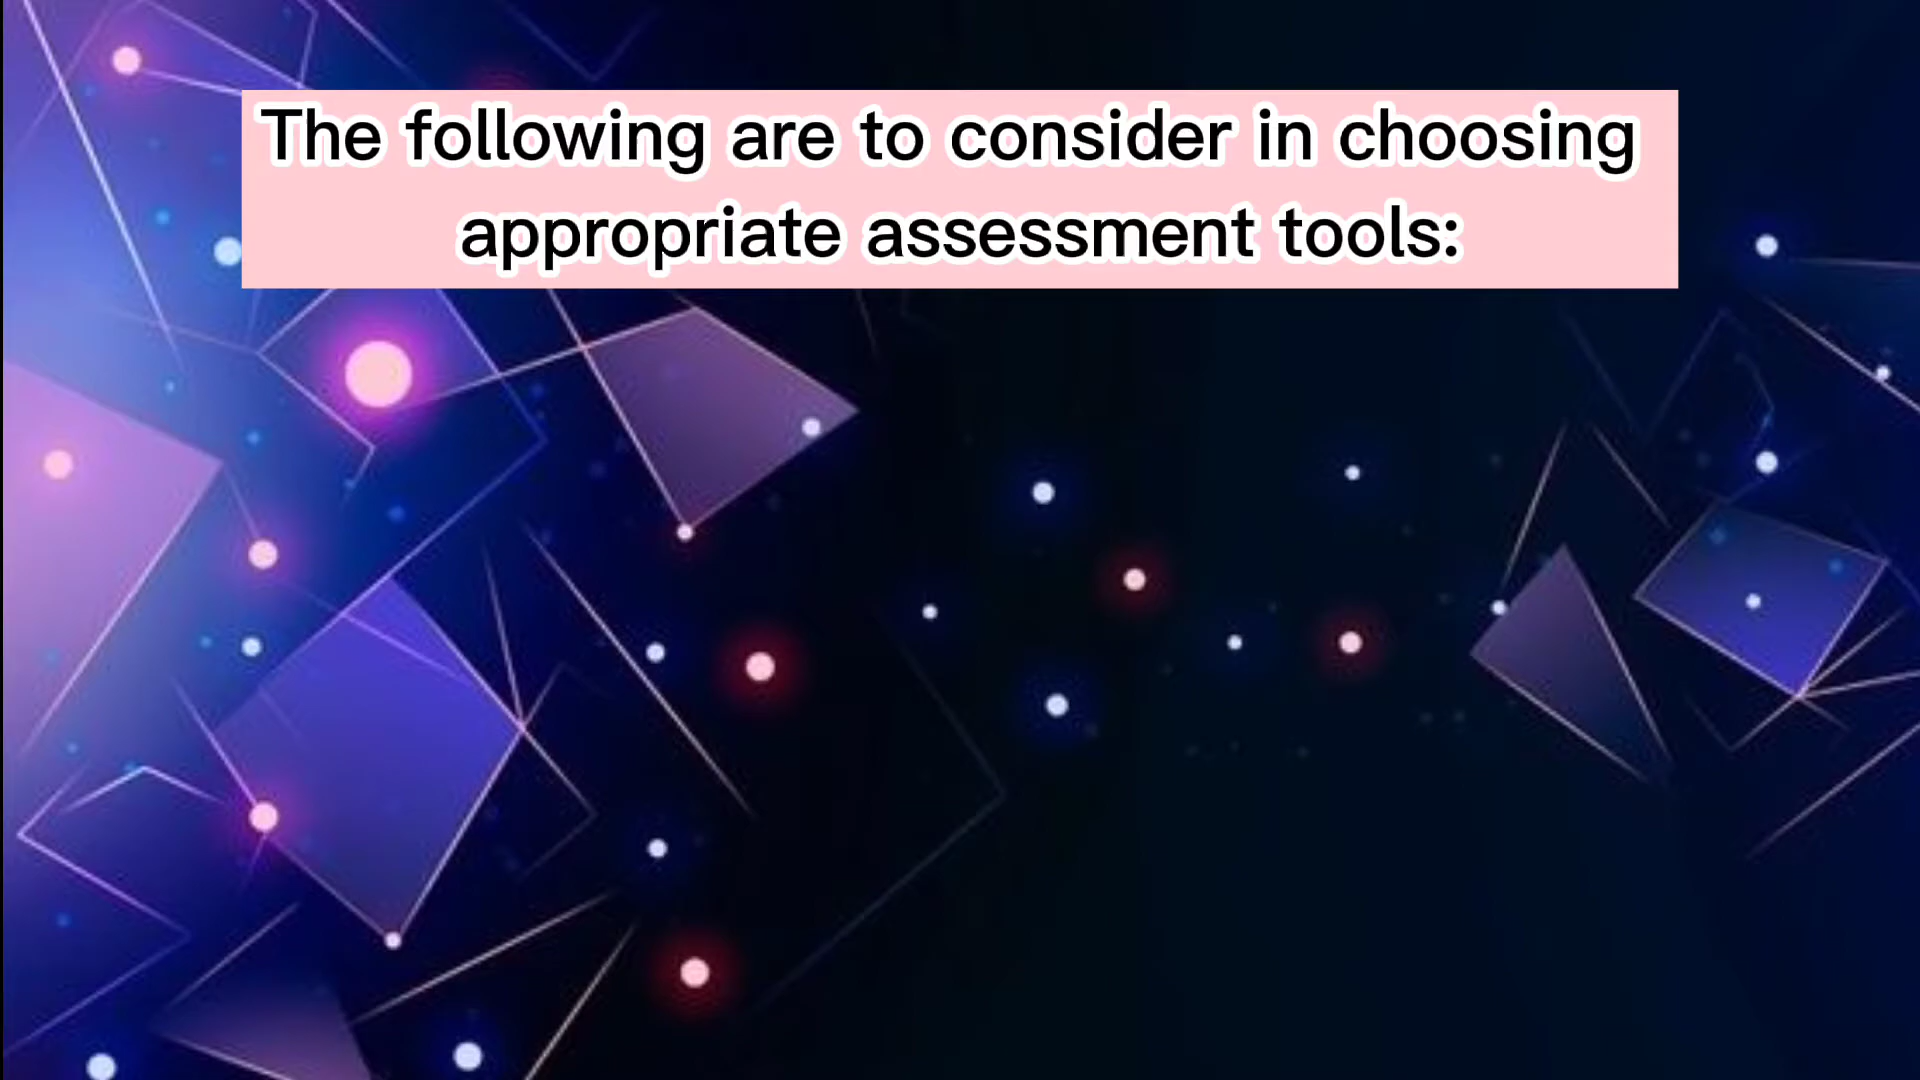 The following are to consider in choosing
appropriate assessment tools: